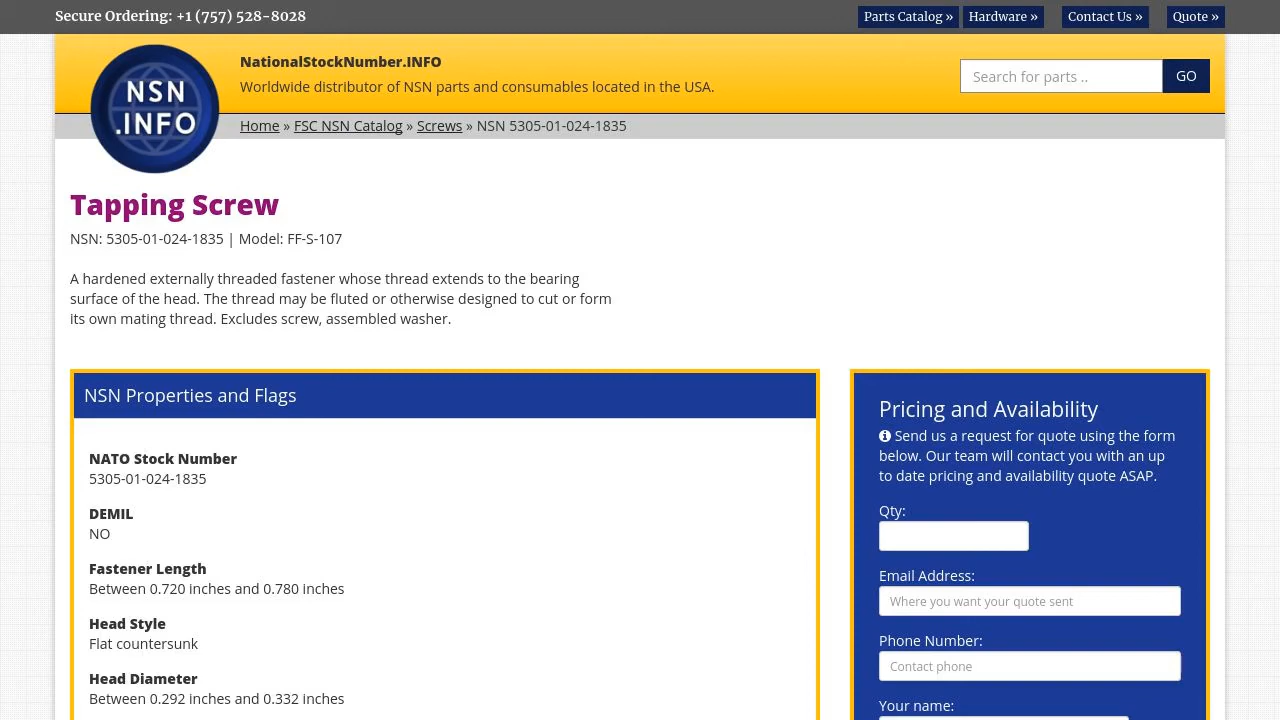 Secure Ordering: +1 (757) 528-8028
Parts Catalog »
Hardware »
Contact Us »
Quote »
NSN
.INFO
NationalStockNumber.INFO
Worldwide distributor of NSN parts and consumables located in the USA.
Search for parts ..
GO
Home » FSC NSN Catalog » Screws » NSN 5305-01-024-1835
Tapping Screw
NSN: 5305-01-024-1835 | Model: FF-S-107
A hardened externally threaded fastener whose thread extends to the bearing
surface of the head. The thread may be fluted or otherwise designed to cut or form
its own mating thread. Excludes screw, assembled washer.
NSN Properties and Flags
NATO Stock Number
5305-01-024-1835
DEMIL
NO
Fastener Length
Between 0.720 inches and 0.780 inches
Head Style
Flat countersunk
Head Diameter
Between 0.292 inches and 0.332 inches
Pricing and Availability
Send us a request for quote using the form
below. Our team will contact you with an up
to date pricing and availability quote ASAP.
Qty:
Email Address:
Where you want your quote sent
Phone Number:
Contact phone
Your name: